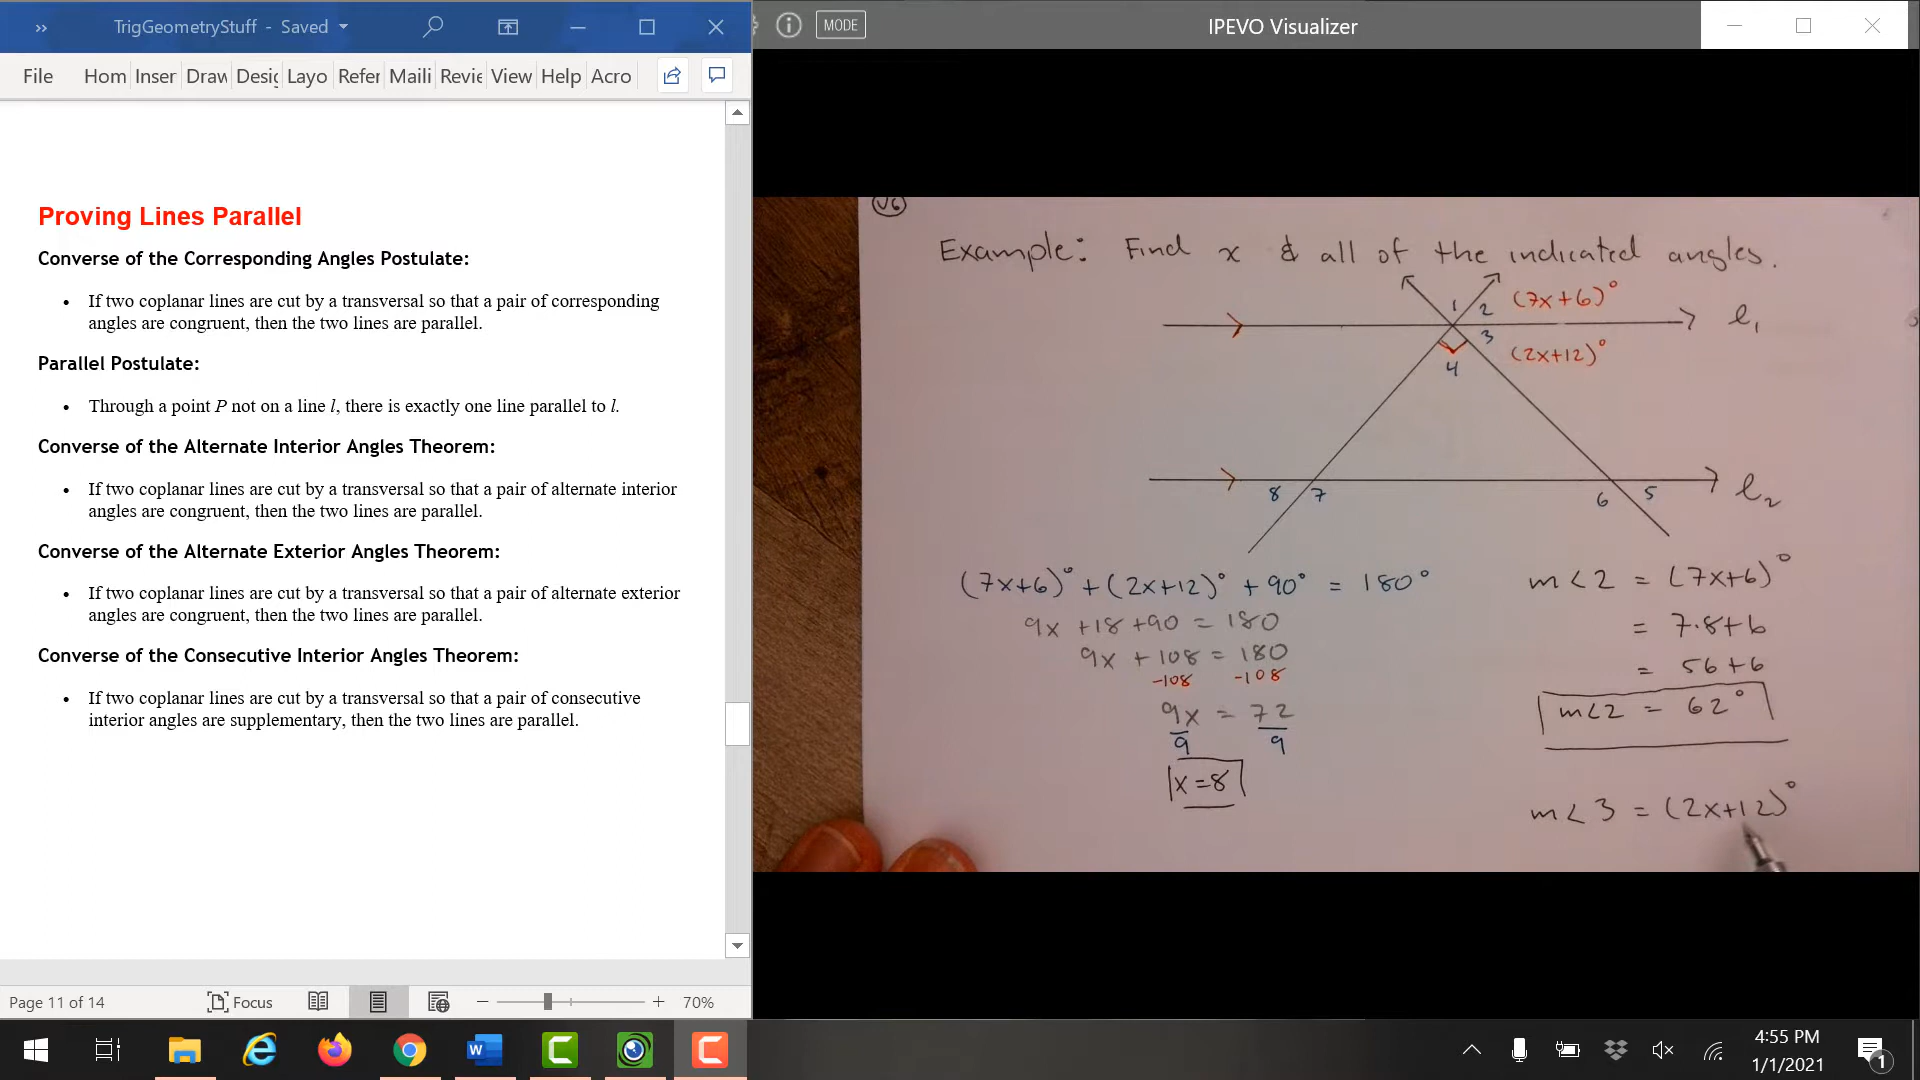 TrigGeometryStuff - Saved
IPEVO Visualizer
MODE
File Hom Inser Draw Desig Layo Refer Maili Revie View Help Acro
Proving Lines Parallel
Converse of the Corresponding Angles Postulate:
• If two coplanar lines are cut by a transversal so that a pair of corresponding
angles are congruent, then the two lines are parallel.
Parallel Postulate:
• Through a point P not on a line l, there is exactly one line parallel to l.
Converse of the Alternate Interior Angles Theorem:
• If two coplanar lines are cut by a transversal so that a pair of alternate interior
angles are congruent, then the two lines are parallel.
Converse of the Alternate Exterior Angles Theorem:
• If two coplanar lines are cut by a transversal so that a pair of alternate exterior
angles are congruent, then the two lines are parallel.
Converse of the Consecutive Interior Angles Theorem:
• If two coplanar lines are cut by a transversal so that a pair of consecutive
interior angles are supplementary, then the two lines are parallel.
V6
Example: Find x & all of the indicated angles.
1 2 (7x+6)°
l₁
3 (2x+12)°
4
8 7 6 5 l₂
(7x+6)° + (2x+12)° + 90° = 180°
9x + 18 + 90 = 180
9x + 108 = 180
-108 -108
9x = 72
9 9
x = 8
m<2 = (7x+6)°
= 7·8+6
= 56+6
m<2 = 62°
m<3 = (2x+12)°
Page 11 of 14
Focus
70%
4:55 PM
1/1/2021
1